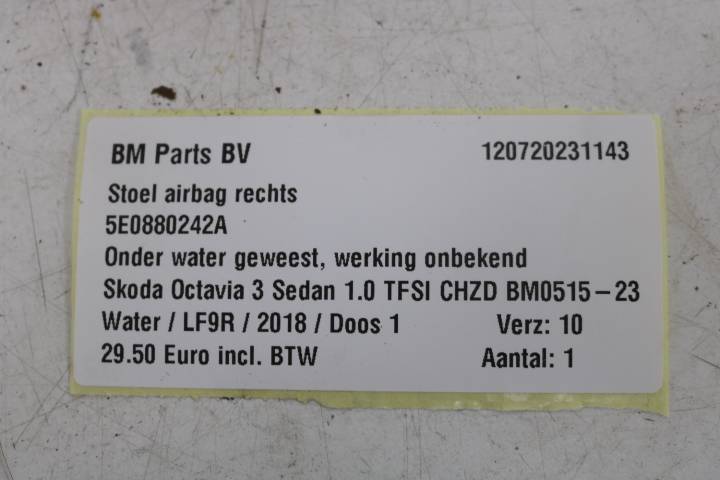 BM Parts BV 120720231143
Stoel airbag rechts
5E0880242A
Onder water geweest, werking onbekend
Skoda Octavia 3 Sedan 1.0 TFSI CHZD BM0515-23
Water / LF9R / 2018 / Doos 1 Verz: 10
29.50 Euro incl. BTW Aantal: 1